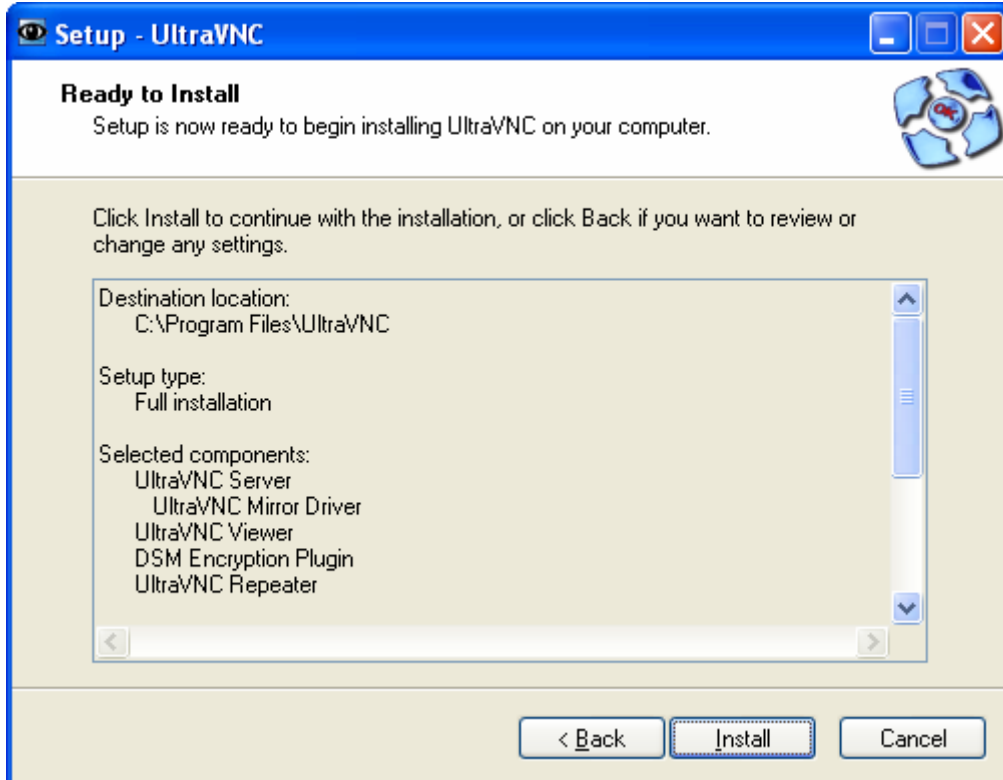 Setup - UltraVNC
Ready to Install
Setup is now ready to begin installing UltraVNC on your computer.
OK
Click Install to continue with the installation, or click Back if you want to review or
change any settings.
Destination location:
C:\Program Files\UltraVNC
Setup type:
Full installation
Selected components:
UltraVNC Server
UltraVNC Mirror Driver
UltraVNC Viewer
DSM Encryption Plugin
UltraVNC Repeater
< Back
Install
Cancel